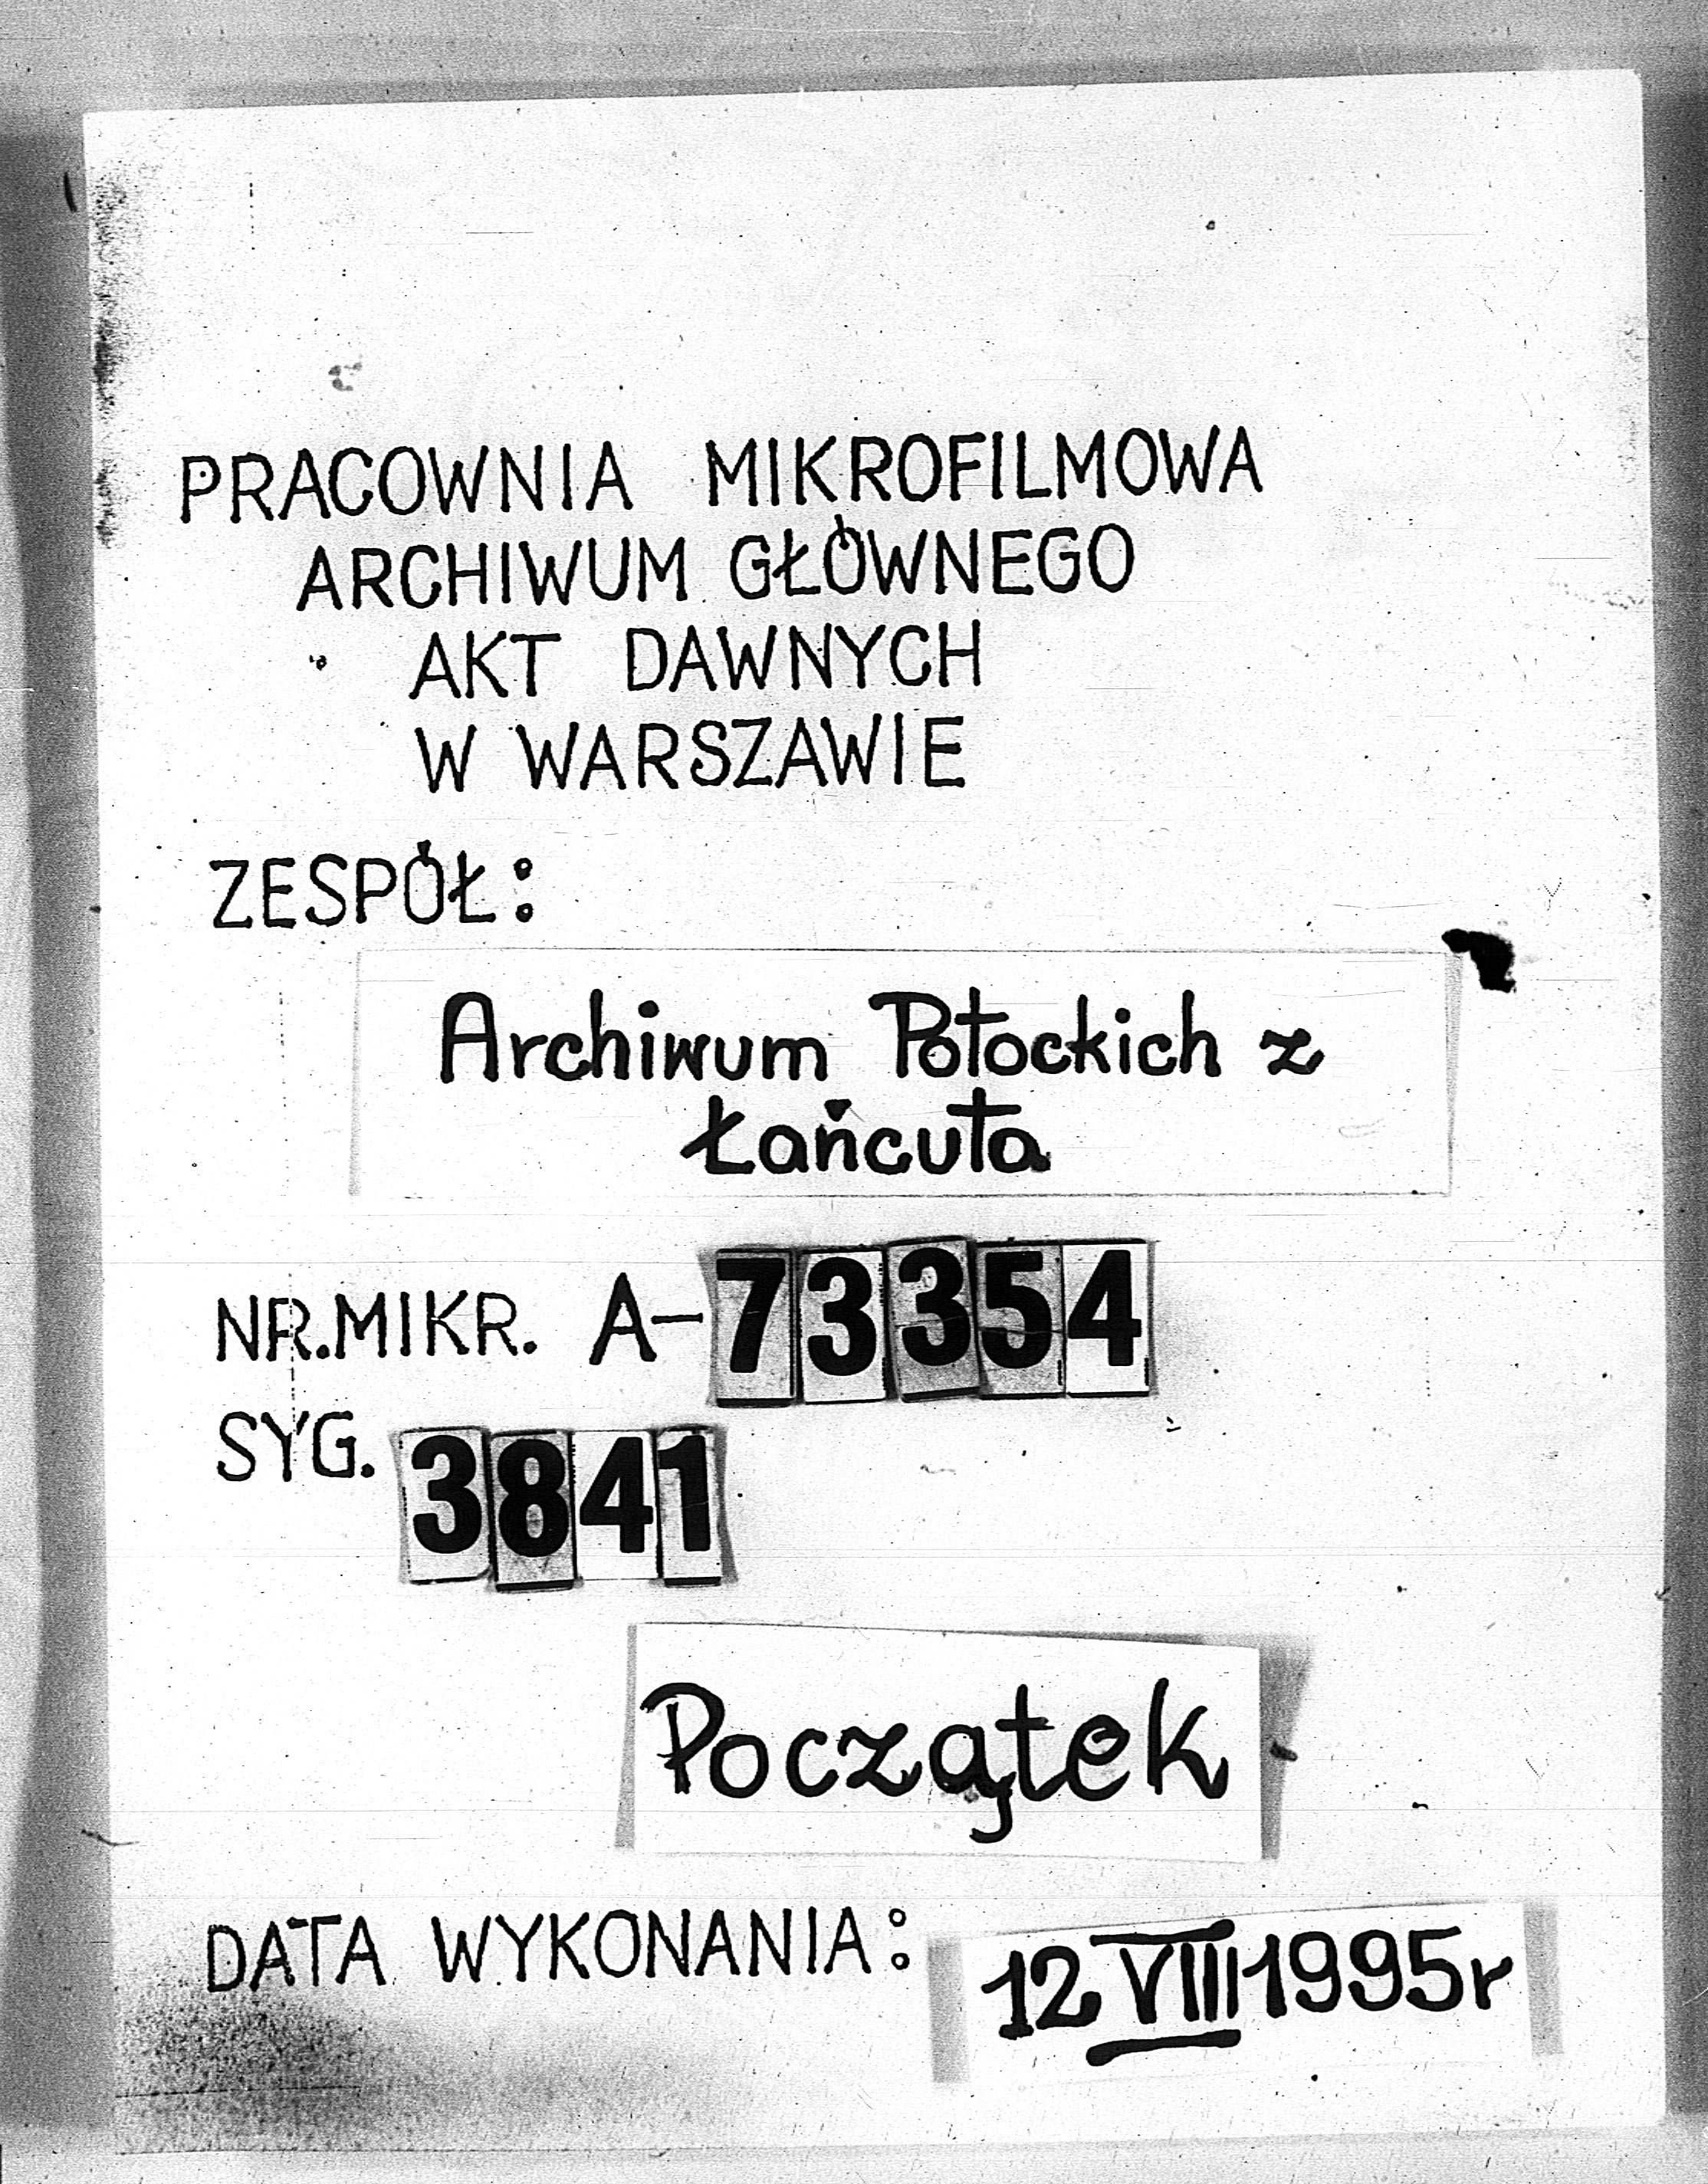 PRACOWNIA MIKROFILMOWA
ARCHIWUM GŁÓWNEGO
AKT DAWNYCH
W WARSZAWIE
ZESPÓŁ:
Archiwum Potockich z
Łańcuta
NR.MIKR. A-73354
SYG. 3841
Początek
DATA WYKONANIA: 12 VIII 1995r